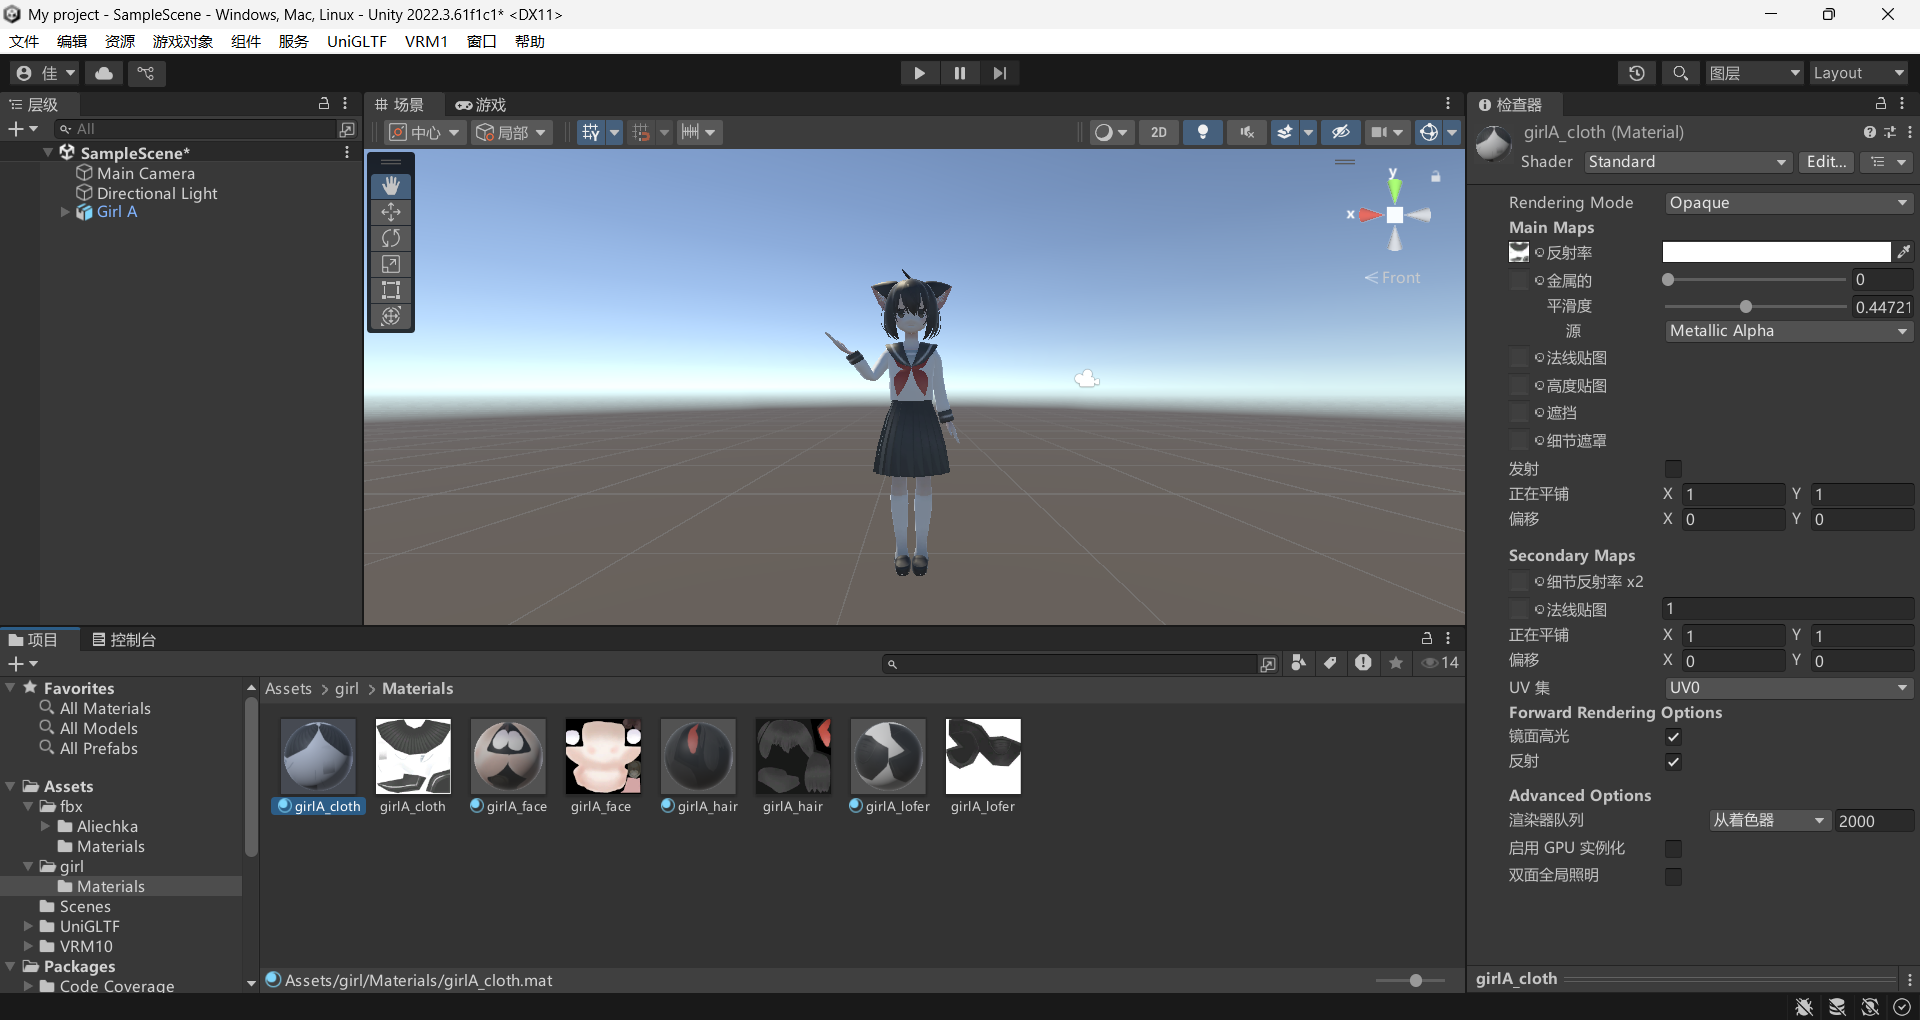 My project - SampleScene - Windows, Mac, Linux - Unity 2022.3.61f1c1* <DX11>
文件 编辑 资源 游戏对象 组件 服务 UniGLTF VRM1 窗口 帮助
佳 图层 Layout
层级
All
SampleScene*
Main Camera
Directional Light
Girl A
场景 游戏
中心 局部 2D
y
x
< Front
检查器
girlA_cloth (Material)
Shader Standard Edit...
Rendering Mode Opaque
Main Maps
反射率
金属的 0
平滑度 0.44721
源 Metallic Alpha
法线贴图
高度贴图
遮挡
细节遮罩
发射
正在平铺 X 1 Y 1
偏移 X 0 Y 0
Secondary Maps
细节反射率 x2
法线贴图 1
正在平铺 X 1 Y 1
偏移 X 0 Y 0
UV 集 UV0
Forward Rendering Options
镜面高光
反射
Advanced Options
渲染器队列 从着色器 2000
启用 GPU 实例化
双面全局照明
girlA_cloth
项目 控制台
14
Favorites
All Materials
All Models
All Prefabs
Assets
fbx
Aliechka
Materials
girl
Materials
Scenes
UniGLTF
VRM10
Packages
Code Coverage
Assets > girl > Materials
girlA_cloth girlA_cloth girlA_face girlA_face girlA_hair girlA_hair girlA_lofer girlA_lofer
Assets/girl/Materials/girlA_cloth.mat